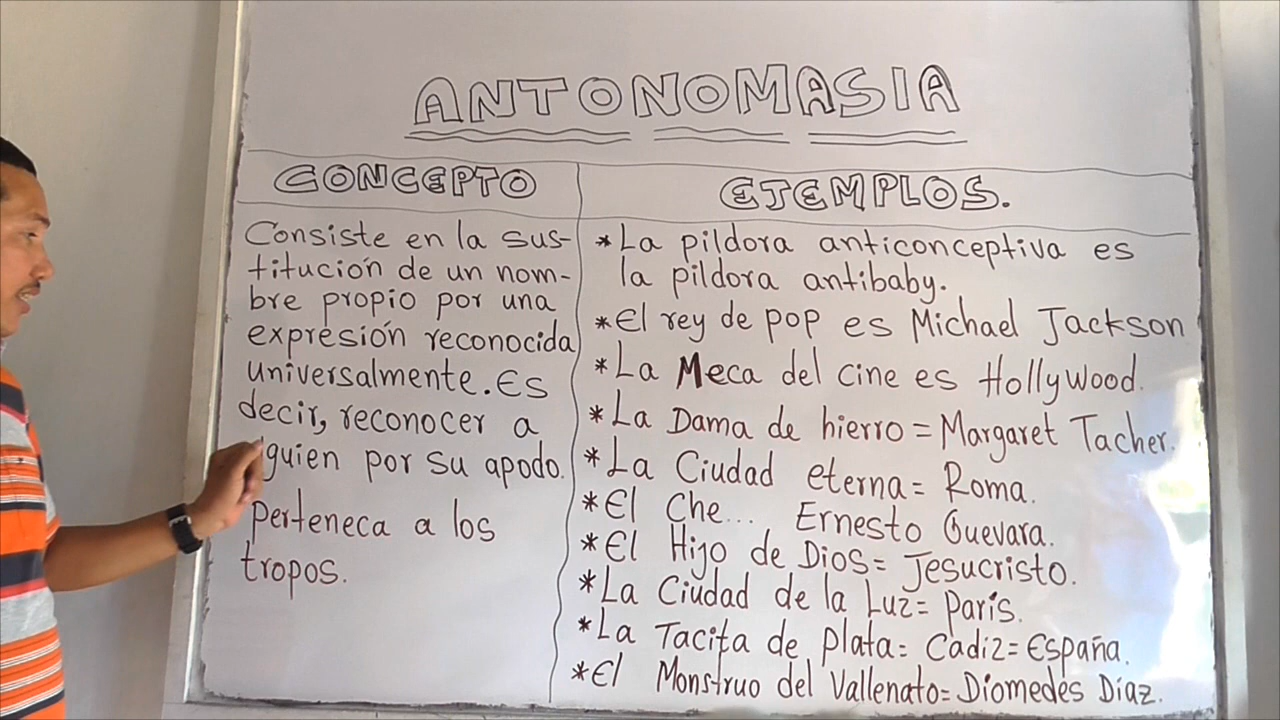 ANTONOMASIA
CONCEPTO
Consiste en la sus-
titución de un nom-
bre propio por una
expresión reconocida
universalmente. Es
decir, reconocer a
lguien por su apodo.
Perteneca a los
tropos.
EJEMPLOS.
*La pildora anticonceptiva es
la pildora antibaby.
*El rey de pop es Michael Jackson
*La Meca del cine es Hollywood.
*La Dama de hierro = Margaret Tacher.
*La Ciudad eterna = Roma.
*El Che... Ernesto Guevara.
*El Hijo de Dios = Jesucristo.
*La Ciudad de la Luz = París.
*La Tacita de Plata = Cadiz = España.
*El Monstruo del Vallenato = Diomedes Díaz.